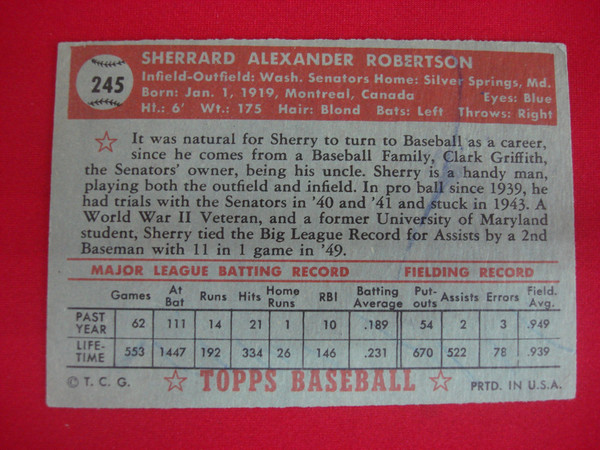 245
SHERRARD ALEXANDER ROBERTSON
Infield-Outfield: Wash. Senators Home: Silver Springs, Md.
Born: Jan. 1, 1919, Montreal, Canada Eyes: Blue
Ht.: 6' Wt.: 175 Hair: Blond Bats: Left Throws: Right
It was natural for Sherry to turn to Baseball as a career,
since he comes from a Baseball Family, Clark Griffith,
the Senators' owner, being his uncle. Sherry is a handy man,
playing both the outfield and infield. In pro ball since 1939, he
had trials with the Senators in '40 and '41 and stuck in 1943. A
World War II Veteran, and a former University of Maryland
student, Sherry tied the Big League Record for Assists by a 2nd
Baseman with 11 in 1 game in '49.
MAJOR LEAGUE BATTING RECORD FIELDING RECORD
Games At Bat Runs Hits Home Runs RBI Batting Average Put-outs Assists Errors Field. Avg.
PAST YEAR 62 111 14 21 1 10 .189 54 2 3 .949
LIFE-TIME 553 1447 192 334 26 146 .231 670 522 78 .939
© T. C. G. TOPPS BASEBALL PRTD. IN U.S.A.